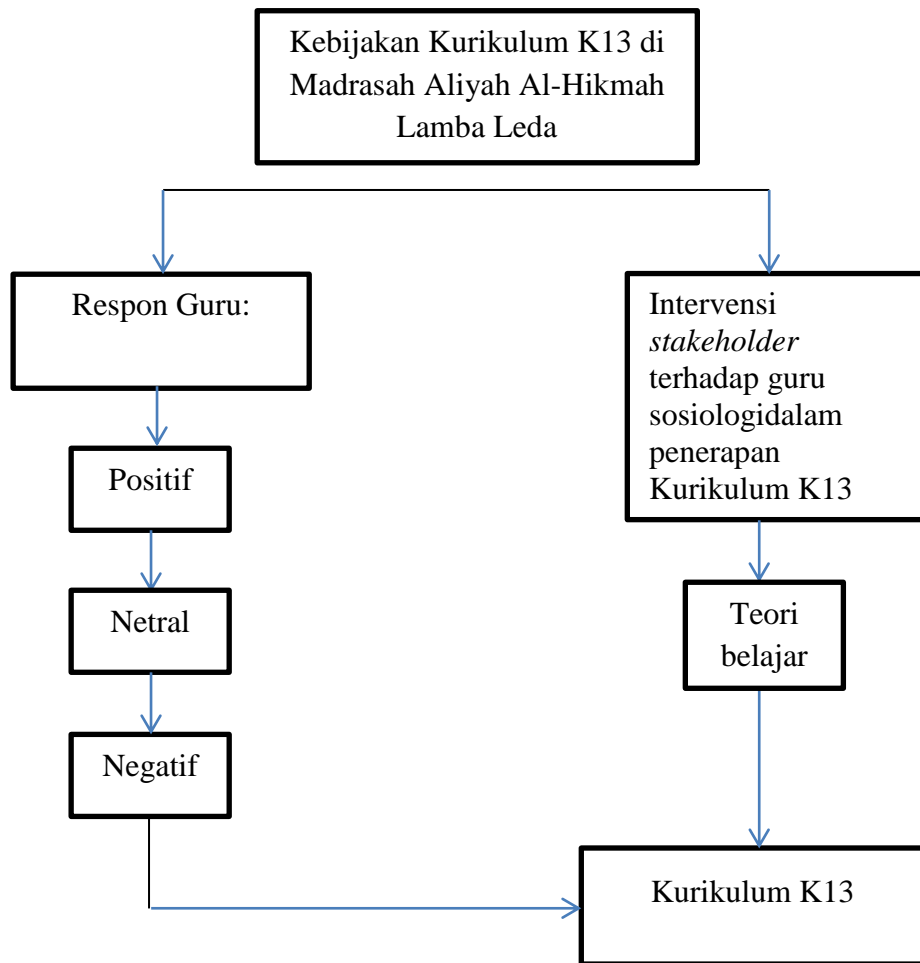 Kebijakan Kurikulum K13 di
Madrasah Aliyah Al-Hikmah
Lamba Leda
Respon Guru:
Positif
Netral
Negatif
Intervensi
stakeholder
terhadap guru
sosiologidalam
penerapan
Kurikulum K13
Teori
belajar
Kurikulum K13